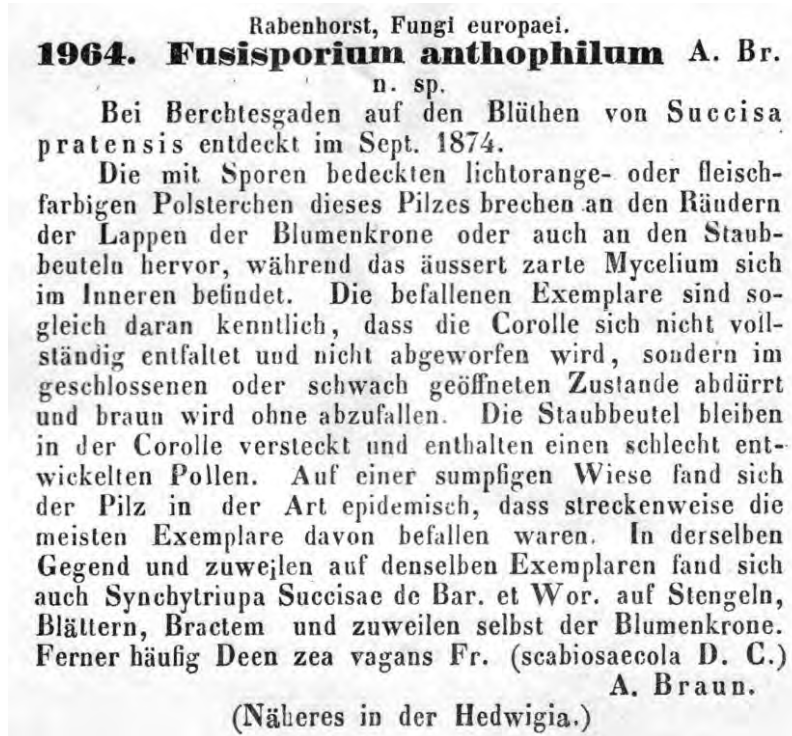 Rabenhorst, Fungi europaei.
1964. Fusisporium anthophilum A. Br.
n. sp.
Bei Berchtesgaden auf den Blüthen von Succisa
pratensis entdeckt im Sept. 1874.
Die mit Sporen bedeckten lichtorange- oder fleisch-
farbigen Polsterchen dieses Pilzes brechen an den Rändern
der Lappen der Blumenkrone oder auch an den Staub-
beuteln hervor, während das äussert zarte Mycelium sich
im Inneren befindet. Die befallenen Exemplare sind so-
gleich daran kenntlich, dass die Corolle sich nicht voll-
ständig entfaltet und nicht abgeworfen wird, sondern im
geschlossenen oder schwach geöffneten Zustande abdürrt
und braun wird ohne abzufallen. Die Staubbeutel bleiben
in der Corolle versteckt und enthalten einen schlecht ent-
wickelten Pollen. Auf einer sumpfigen Wiese fand sich
der Pilz in der Art epidemisch, dass streckenweise die
meisten Exemplare davon befallen waren. In derselben
Gegend und zuwejlen auf denselben Exemplaren fand sich
auch Synchytriupa Succisae de Bar. et Wor. auf Stengeln,
Blättern, Bractem und zuweilen selbst der Blumenkrone.
Ferner häufig Deen zea vagans Fr. (scabiosaecola D. C.)
A. Braun.
(Näheres in der Hedwigia.)